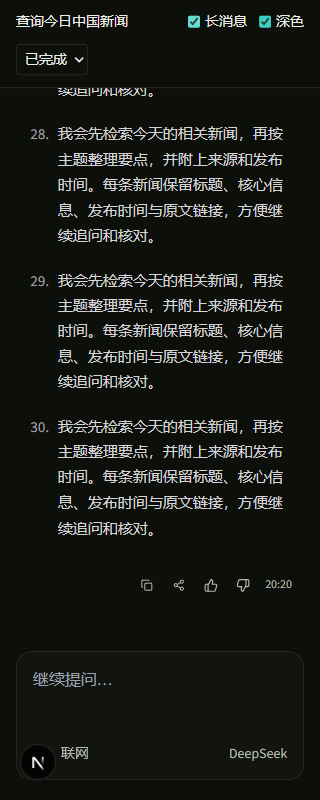 查询今日中国新闻
长消息
深色
已完成
续追问和核对。
28. 我会先检索今天的相关新闻，再按
主题整理要点，并附上来源和发布
时间。每条新闻保留标题、核心信
息、发布时间与原文链接，方便继
续追问和核对。
29. 我会先检索今天的相关新闻，再按
主题整理要点，并附上来源和发布
时间。每条新闻保留标题、核心信
息、发布时间与原文链接，方便继
续追问和核对。
30. 我会先检索今天的相关新闻，再按
主题整理要点，并附上来源和发布
时间。每条新闻保留标题、核心信
息、发布时间与原文链接，方便继
续追问和核对。
20:20
继续提问…
N
联网
DeepSeek